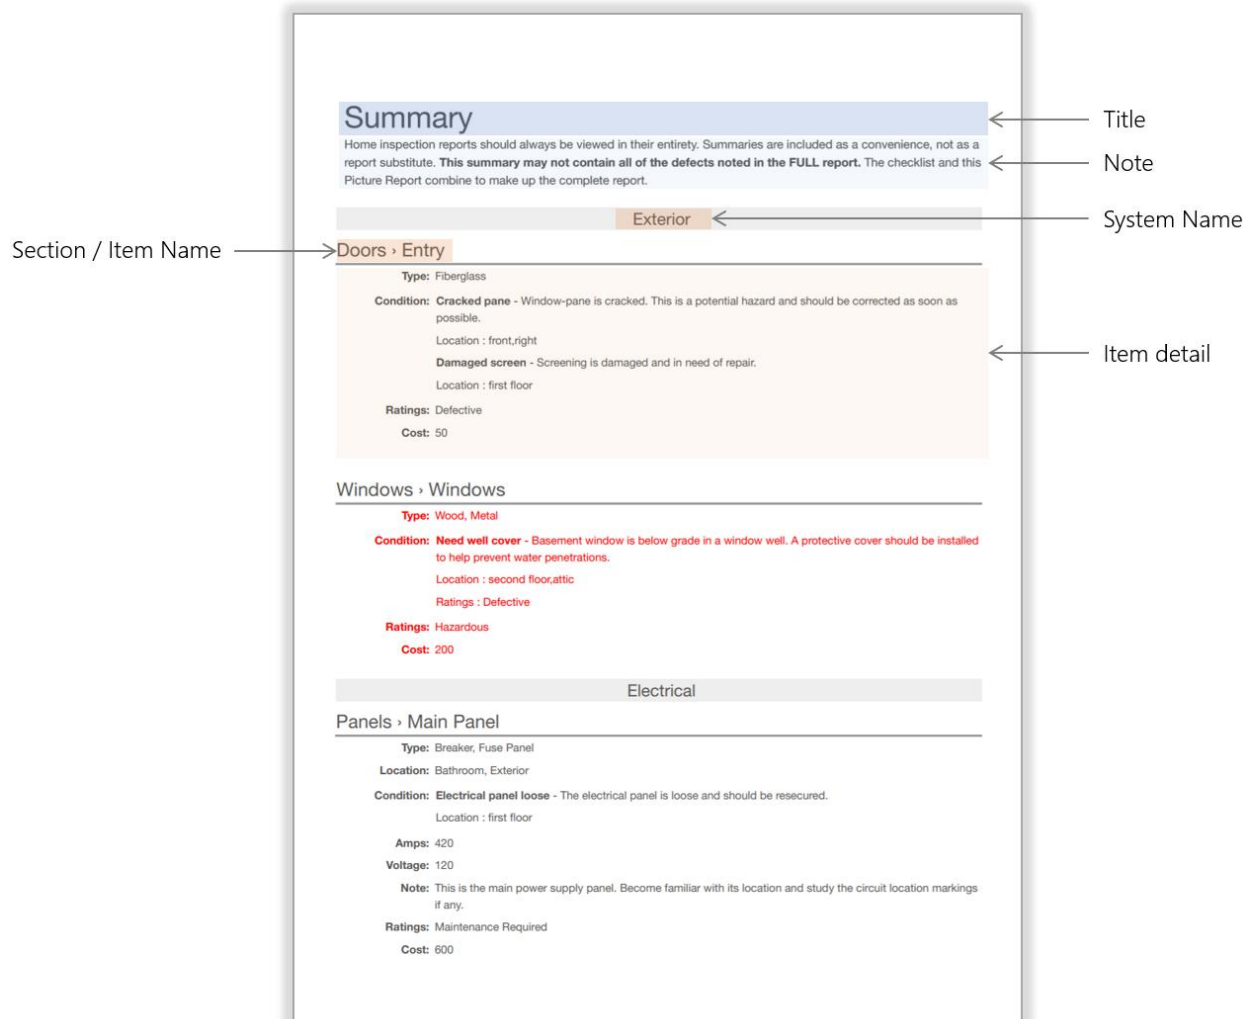 Summary
Title
Home inspection reports should always be viewed in their entirety. Summaries are included as a convenience, not as a
report substitute. This summary may not contain all of the defects noted in the FULL report. The checklist and this
Note
Picture Report combine to make up the complete report.
Exterior
System Name
Section / Item Name
Doors › Entry
Type: Fiberglass
Condition: Cracked pane - Window-pane is cracked. This is a potential hazard and should be corrected as soon as
possible.
Location : front,right
Item detail
Damaged screen - Screening is damaged and in need of repair.
Location : first floor
Ratings: Defective
Cost: 50
Windows › Windows
Type: Wood, Metal
Condition: Need well cover - Basement window is below grade in a window well. A protective cover should be installed
to help prevent water penetrations.
Location : second floor,attic
Ratings : Defective
Ratings: Hazardous
Cost: 200
Electrical
Panels › Main Panel
Type: Breaker, Fuse Panel
Location: Bathroom, Exterior
Condition: Electrical panel loose - The electrical panel is loose and should be resecured.
Location : first floor
Amps: 420
Voltage: 120
Note: This is the main power supply panel. Become familiar with its location and study the circuit location markings
if any.
Ratings: Maintenance Required
Cost: 600